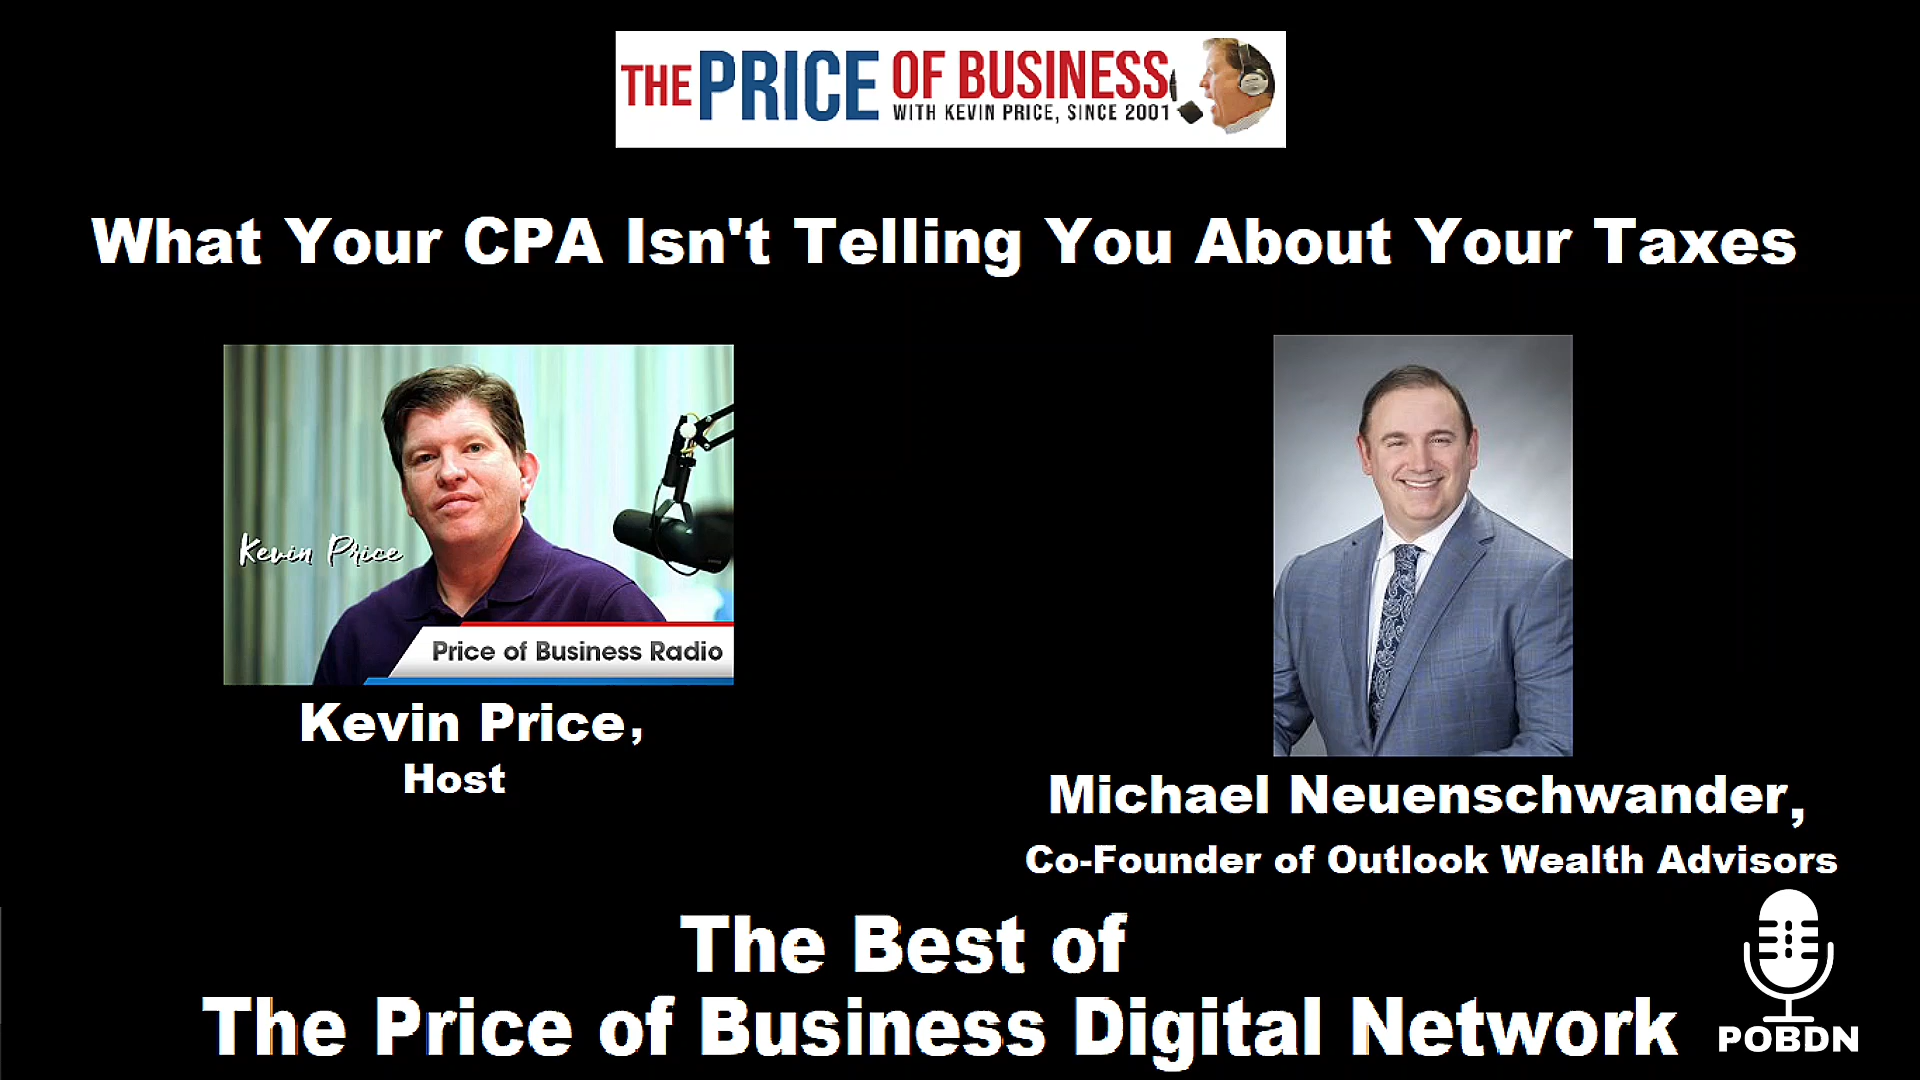 THE PRICE OF BUSINESS
WITH KEVIN PRICE, SINCE 2001
What Your CPA Isn't Telling You About Your Taxes
Kevin Price
Price of Business Radio
Kevin Price,
Host
Michael Neuenschwander,
Co-Founder of Outlook Wealth Advisors
The Best of
The Price of Business Digital Network
POBDN